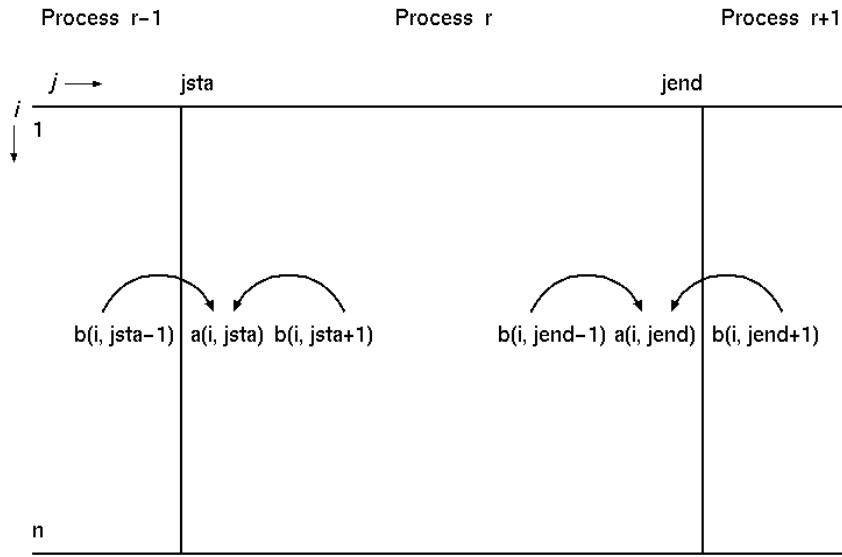 Process r−1 Process r Process r+1
j jsta jend
i
1
b(i, jsta−1) a(i, jsta) b(i, jsta+1) b(i, jend−1) a(i, jend) b(i, jend+1)
n